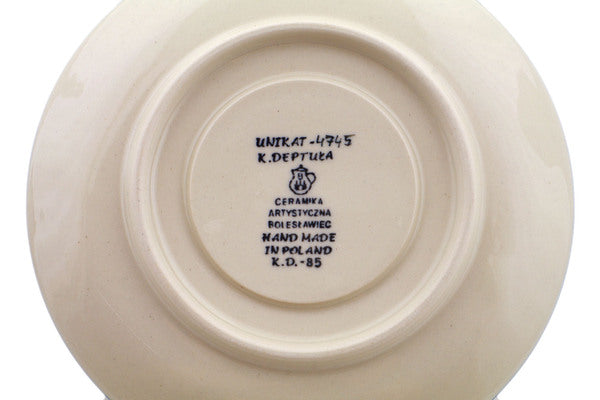 UNIKAT-4745
K.DEPTUŁA
CERAMIKA
ARTYSTYCZNA
BOLESŁAWIEC
HAND MADE
IN POLAND
K.D.-85